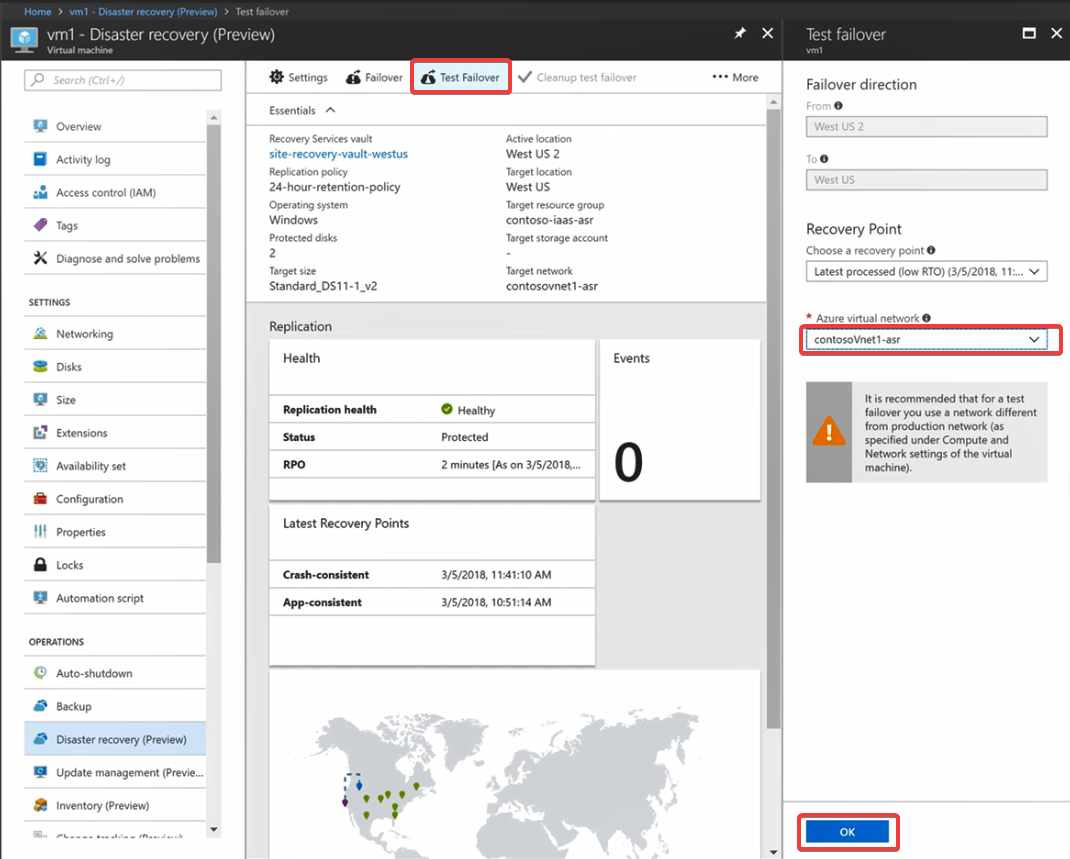 Home > vm1 - Disaster recovery (Preview) > Test failover
vm1 - Disaster recovery (Preview)
Virtual machine
Search (Ctrl+/)
Overview
Activity log
Access control (IAM)
Tags
Diagnose and solve problems
SETTINGS
Networking
Disks
Size
Extensions
Availability set
Configuration
Properties
Locks
Automation script
OPERATIONS
Auto-shutdown
Backup
Disaster recovery (Preview)
Update management (Previe...
Inventory (Preview)
Change tracking (Preview)
Settings
Failover
Test Failover
Cleanup test failover
More
Essentials
Recovery Services vault
site-recovery-vault-westus
Replication policy
24-hour-retention-policy
Operating system
Windows
Protected disks
2
Target size
Standard_DS11-1_v2
Active location
West US 2
Target location
West US
Target resource group
contoso-iaas-asr
Target storage account
-
Target network
contosovnet1-asr
Replication
Health
Replication health Healthy
Status Protected
RPO 2 minutes [As on 3/5/2018,...
Events
0
Latest Recovery Points
Crash-consistent 3/5/2018, 11:41:10 AM
App-consistent 3/5/2018, 10:51:14 AM
Test failover
vm1
Failover direction
From
West US 2
To
West US
Recovery Point
Choose a recovery point
Latest processed (low RTO) (3/5/2018, 11:...
* Azure virtual network
contosoVnet1-asr
It is recommended that for a test
failover you use a network different
from production network (as
specified under Compute and
Network settings of the virtual
machine).
OK